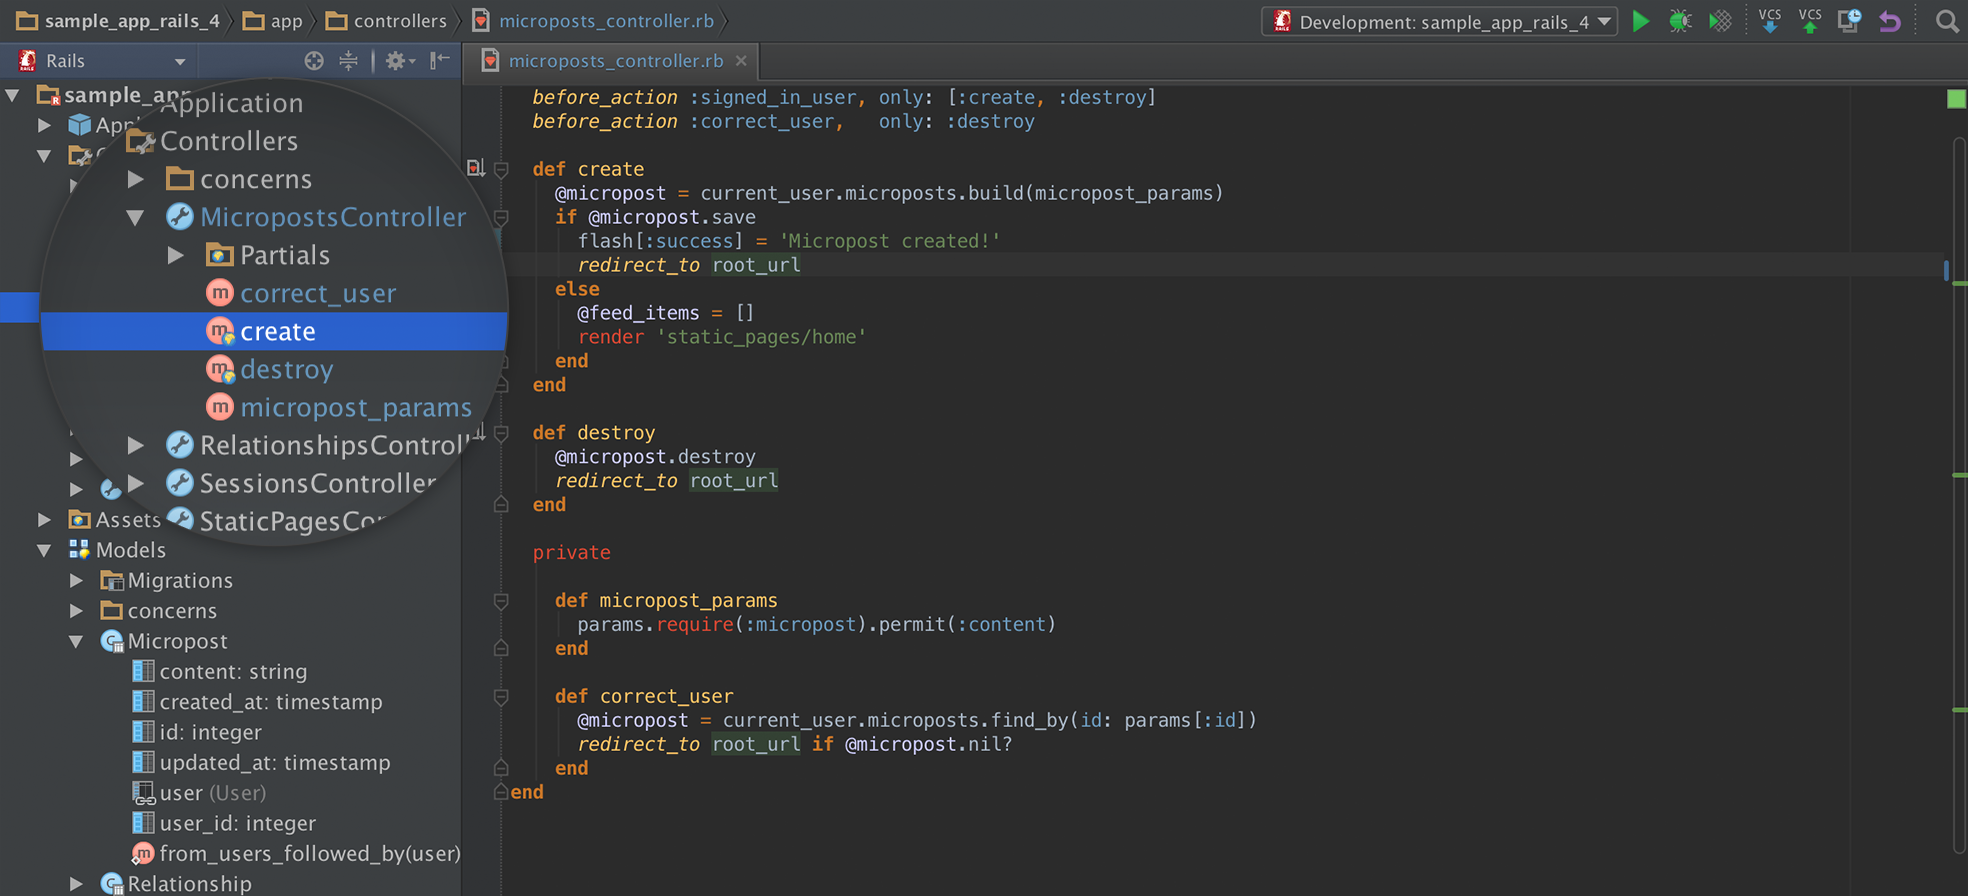 sample_app_rails_4 app controllers microposts_controller.rb
Development: sample_app_rails_4
VCS VCS
Rails
microposts_controller.rb
sample_app
Application
Controllers
concerns
MicropostsController
Partials
correct_user
create
destroy
micropost_params
RelationshipsControl
SessionsController
StaticPagesCon
Assets
Models
Migrations
concerns
Micropost
content: string
created_at: timestamp
id: integer
updated_at: timestamp
user (User)
user_id: integer
from_users_followed_by(user)
Relationship
before_action :signed_in_user, only: [:create, :destroy]
before_action :correct_user,   only: :destroy
def create
@micropost = current_user.microposts.build(micropost_params)
if @micropost.save
flash[:success] = 'Micropost created!'
redirect_to root_url
else
@feed_items = []
render 'static_pages/home'
end
end
def destroy
@micropost.destroy
redirect_to root_url
end
private
def micropost_params
params.require(:micropost).permit(:content)
end
def correct_user
@micropost = current_user.microposts.find_by(id: params[:id])
redirect_to root_url if @micropost.nil?
end
end